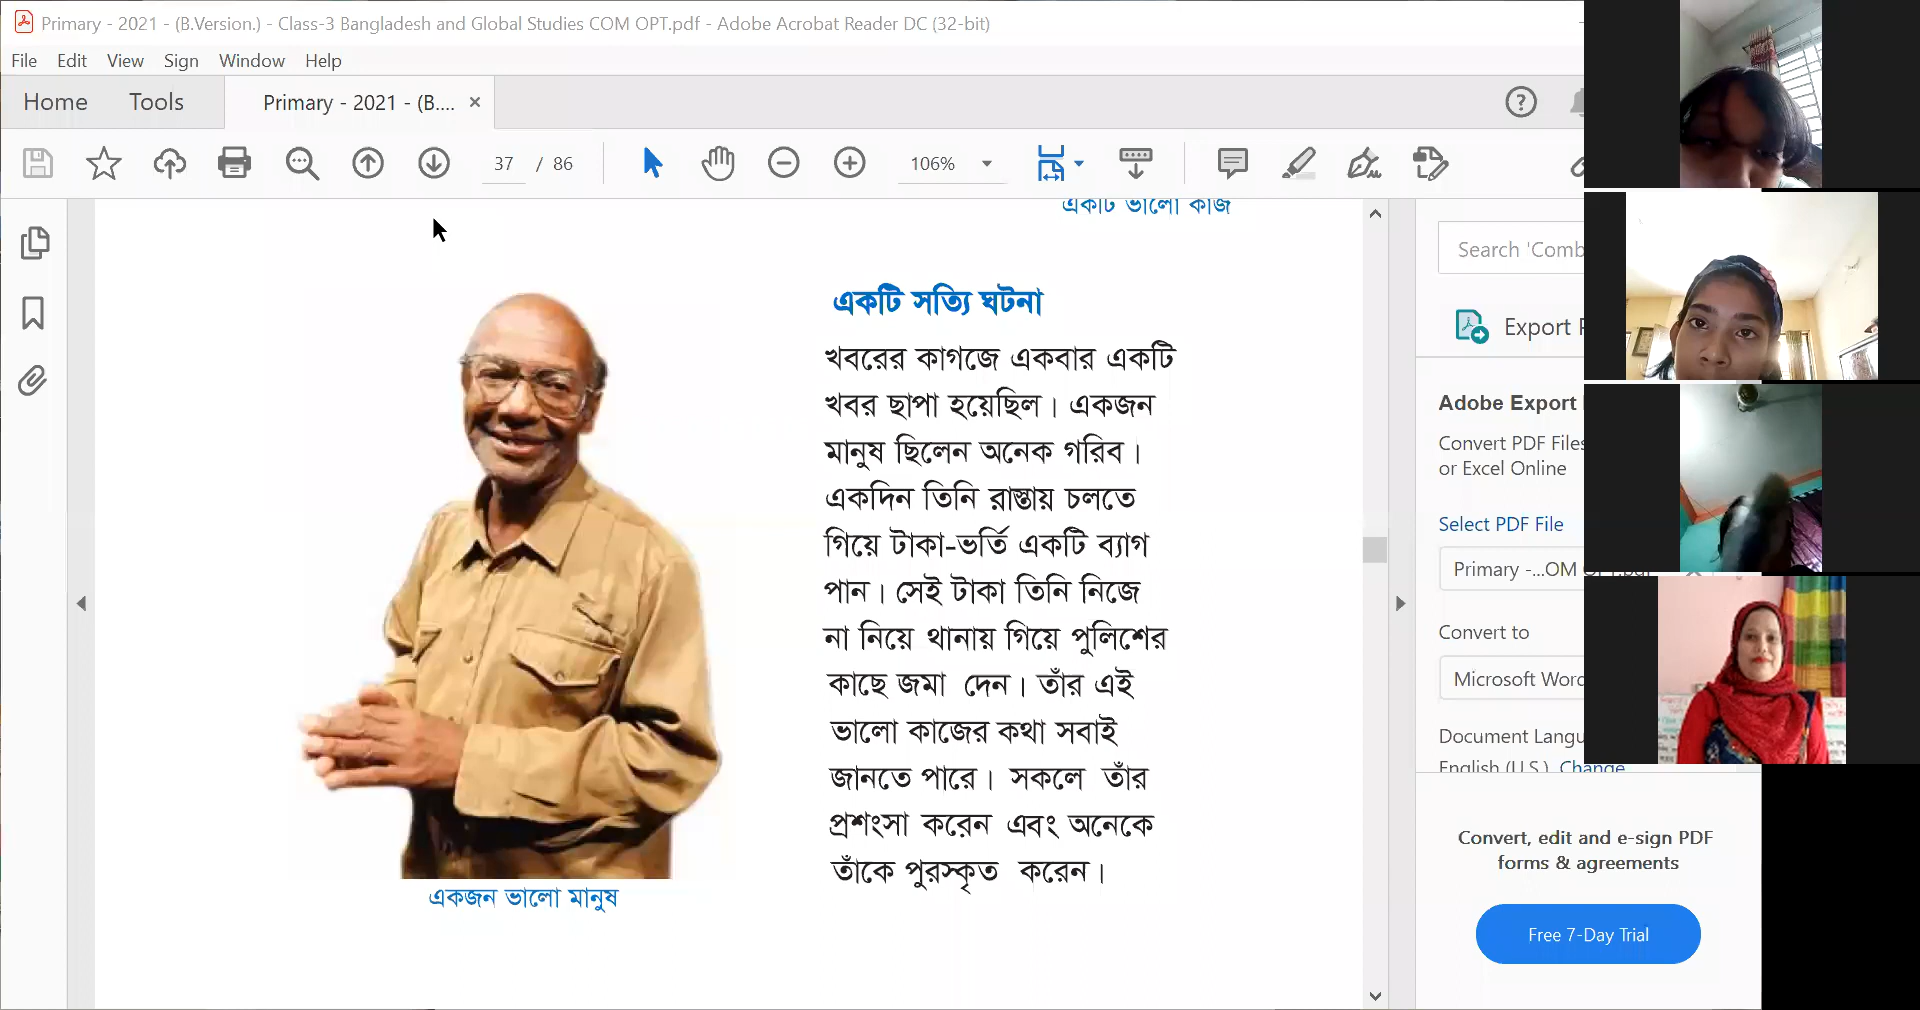 Primary - 2021 - (B.Version.) - Class-3 Bangladesh and Global Studies COM OPT.pdf - Adobe Acrobat Reader DC (32-bit)
File Edit View Sign Window Help
Home Tools Primary - 2021 - (B.... ×
37 / 86 106%
একটি ভালো কাজ
একটি সত্যি ঘটনা
খবরের কাগজে একবার একটি
খবর ছাপা হয়েছিল। একজন
মানুষ ছিলেন অনেক গরিব।
একদিন তিনি রাস্তায় চলতে
গিয়ে টাকা-ভর্তি একটি ব্যাগ
পান। সেই টাকা তিনি নিজে
না নিয়ে থানায় গিয়ে পুলিশের
কাছে জমা দেন। তাঁর এই
ভালো কাজের কথা সবাই
জানতে পারে। সকলে তাঁর
প্রশংসা করেন এবং অনেকে
তাঁকে পুরস্কৃত করেন।
একজন ভালো মানুষ
Search 'Comb
Export
Adobe Export
Convert PDF Files
or Excel Online
Select PDF File
Primary -...OM
Convert to
Microsoft Word
Document Langu
English (U.S.) Change
Convert, edit and e-sign PDF
forms & agreements
Free 7-Day Trial